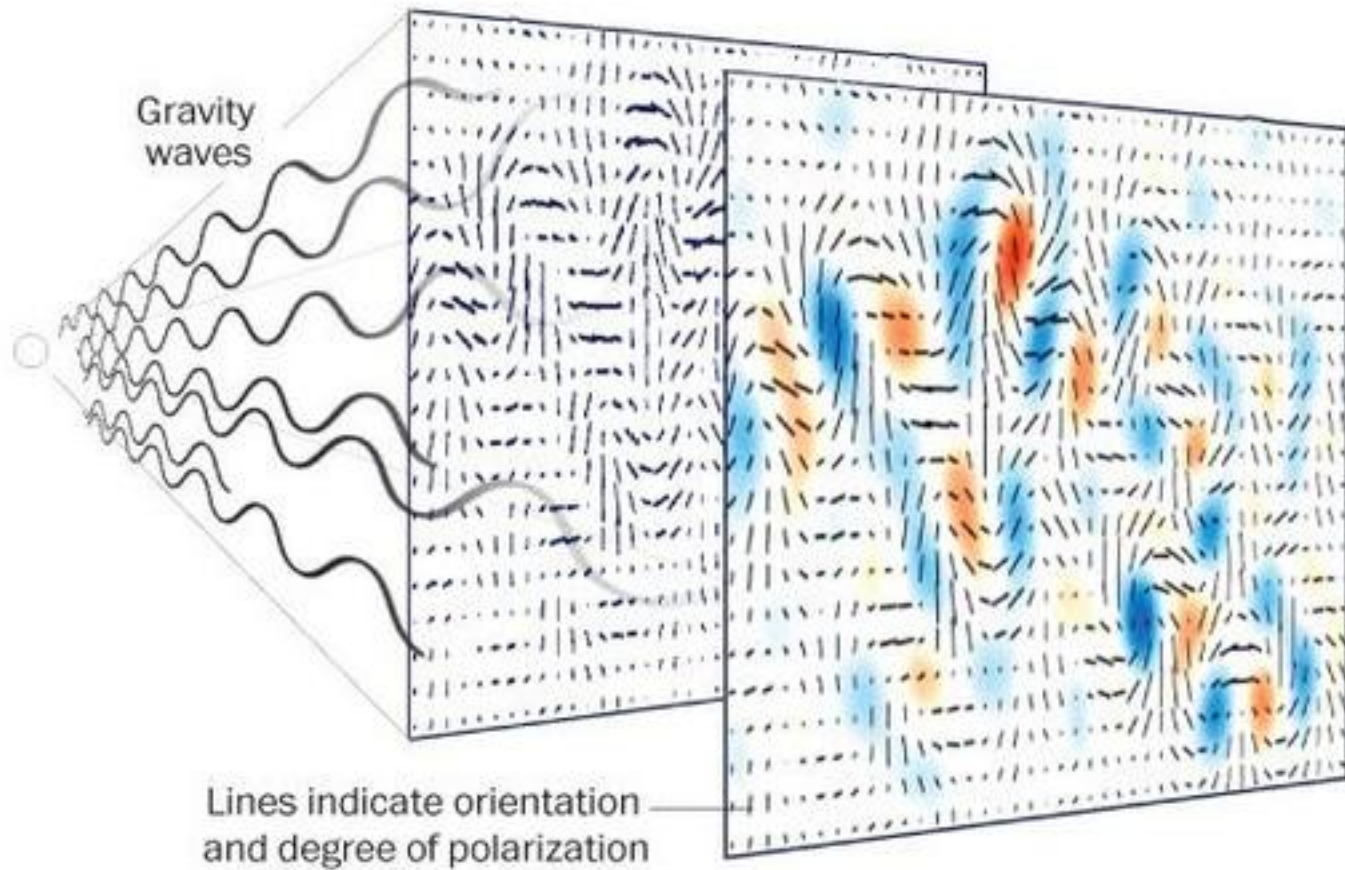 Gravity
waves
Lines indicate orientation
and degree of polarization